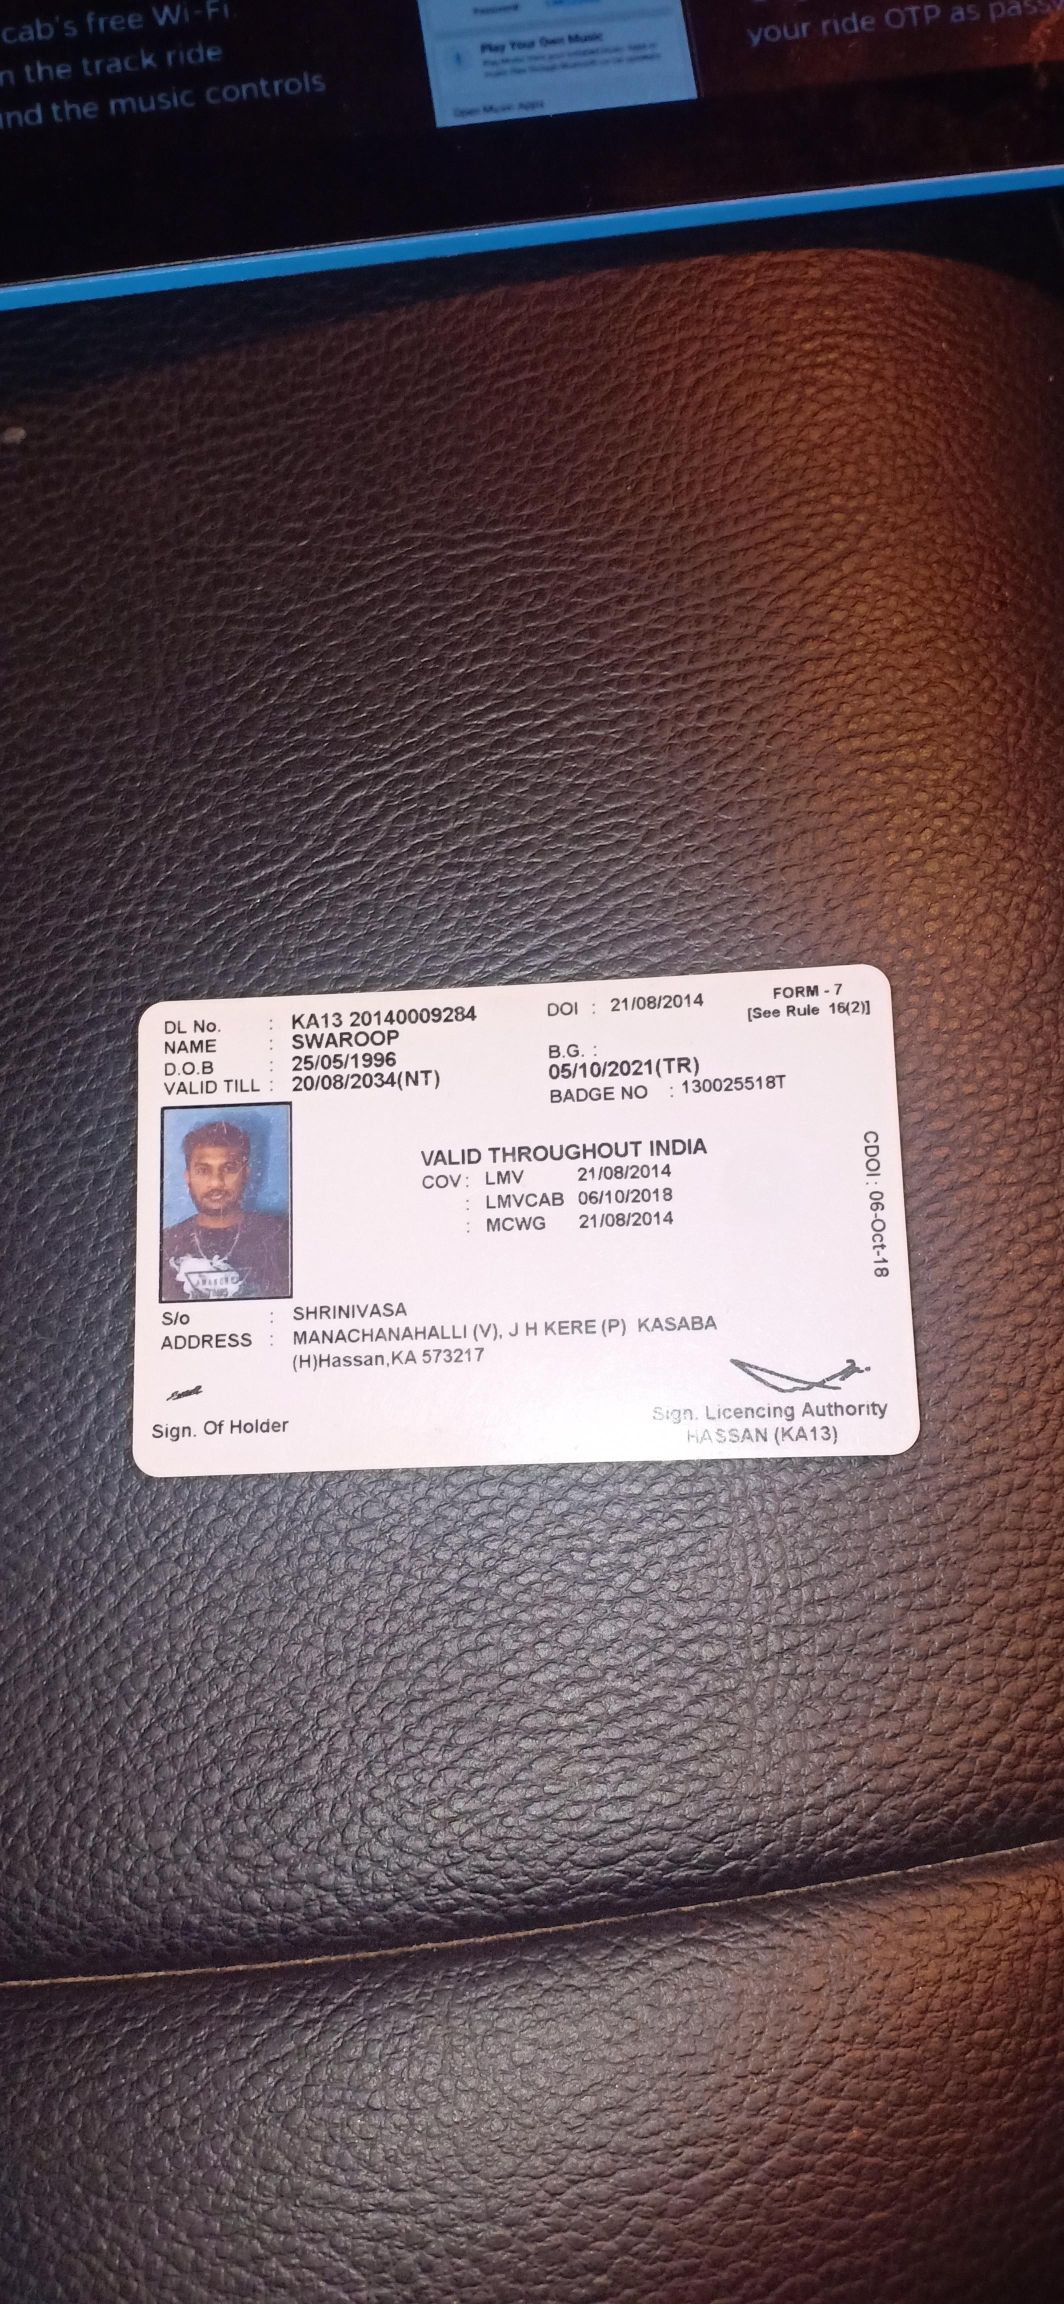 cab's free Wi-Fi
n the track ride
ind the music controls
Password
Play Your Own Music
Open Music Apps
your ride OTP as pass
DL No. : KA13 20140009284 DOI : 21/08/2014 FORM - 7
[See Rule 16(2)]
NAME : SWAROOP
D.O.B : 25/05/1996 B.G. :
VALID TILL : 20/08/2034(NT) 05/10/2021(TR)
BADGE NO : 130025518T
VALID THROUGHOUT INDIA
COV : LMV 21/08/2014
: LMVCAB 06/10/2018
: MCWG 21/08/2014
CDOI : 06-Oct-18
S/o : SHRINIVASA
ADDRESS : MANACHANAHALLI (V), J H KERE (P) KASABA
(H)Hassan,KA 573217
Sign. Of Holder
Sign. Licencing Authority
HASSAN (KA13)